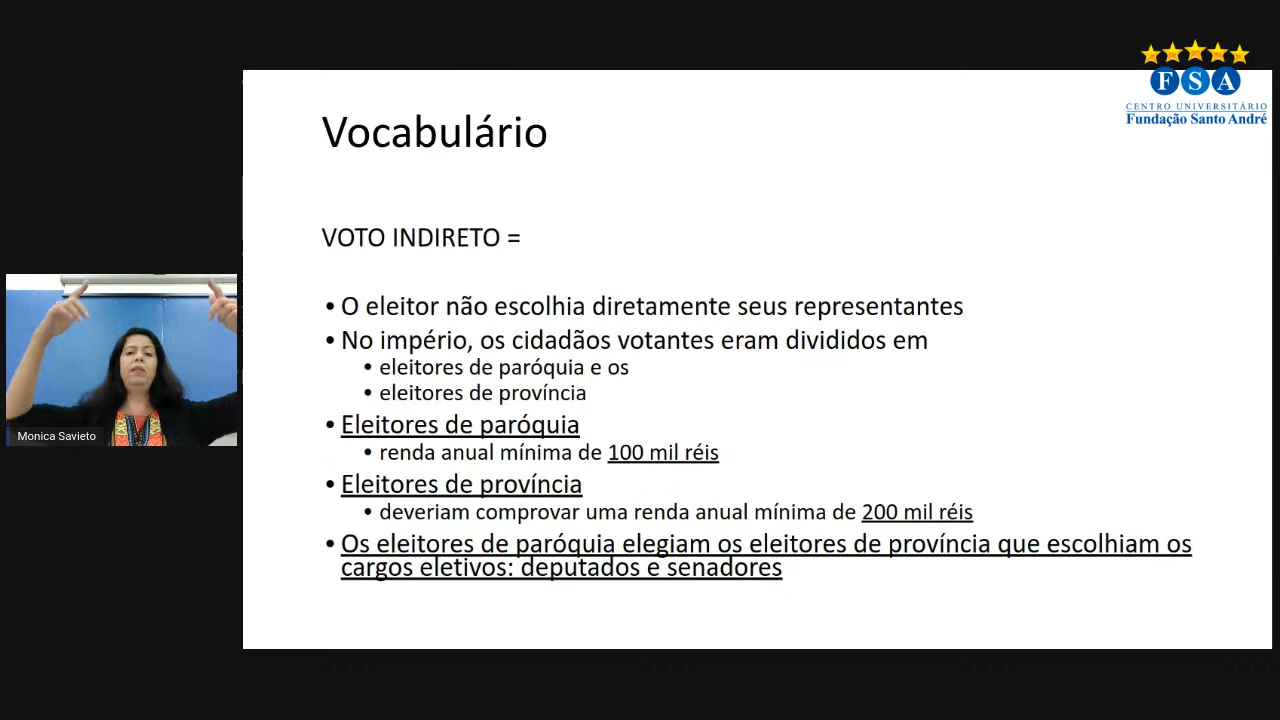 FSA
CENTRO UNIVERSITÁRIO
Fundação Santo André
Vocabulário
VOTO INDIRETO =
• O eleitor não escolhia diretamente seus representantes
• No império, os cidadãos votantes eram divididos em
• eleitores de paróquia e os
• eleitores de província
• Eleitores de paróquia
• renda anual mínima de 100 mil réis
• Eleitores de província
• deveriam comprovar uma renda anual mínima de 200 mil réis
• Os eleitores de paróquia elegiam os eleitores de província que escolhiam os
cargos eletivos: deputados e senadores
Monica Savieto